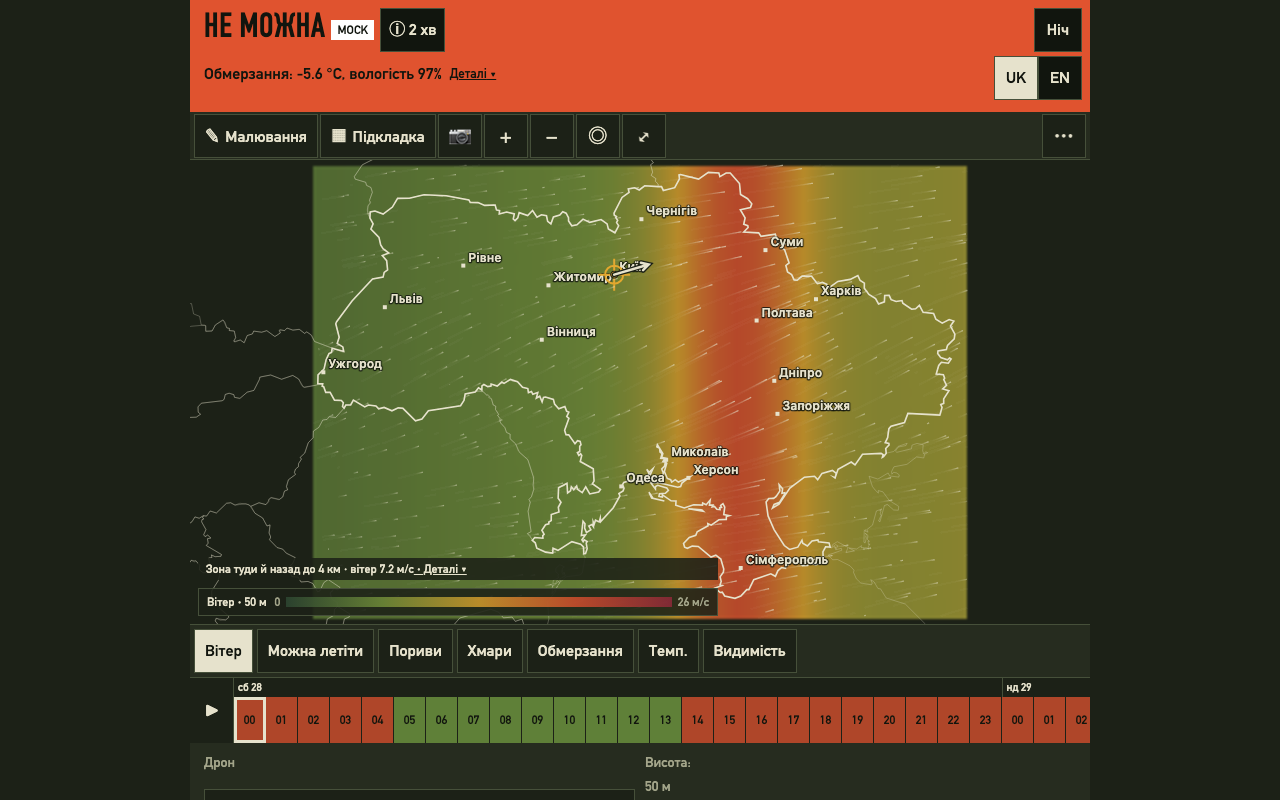 НЕ МОЖНА МОСК ⓘ 2 хв Ніч
Обмерзання: -5.6 °C, вологість 97% Деталі ▾
UK EN
✎ Малювання ▦ Підкладка + − ◎ ⤢ ⋯
Чернігів
Суми
Рівне
Житомир
Харків
Львів
Полтава
Вінниця
Ужгород
Дніпро
Запоріжжя
Миколаїв
Херсон
Одеса
Сімферополь
Зона туди й назад до 4 км · вітер 7.2 м/с · Деталі ▾
Вітер · 50 м 0 26 м/с
Вітер Можна летіти Пориви Хмари Обмерзання Темп. Видимість
сб 28 нд 29
▶ 00 01 02 03 04 05 06 07 08 09 10 11 12 13 14 15 16 17 18 19 20 21 22 23 00 01 02
Дрон Висота:
50 м